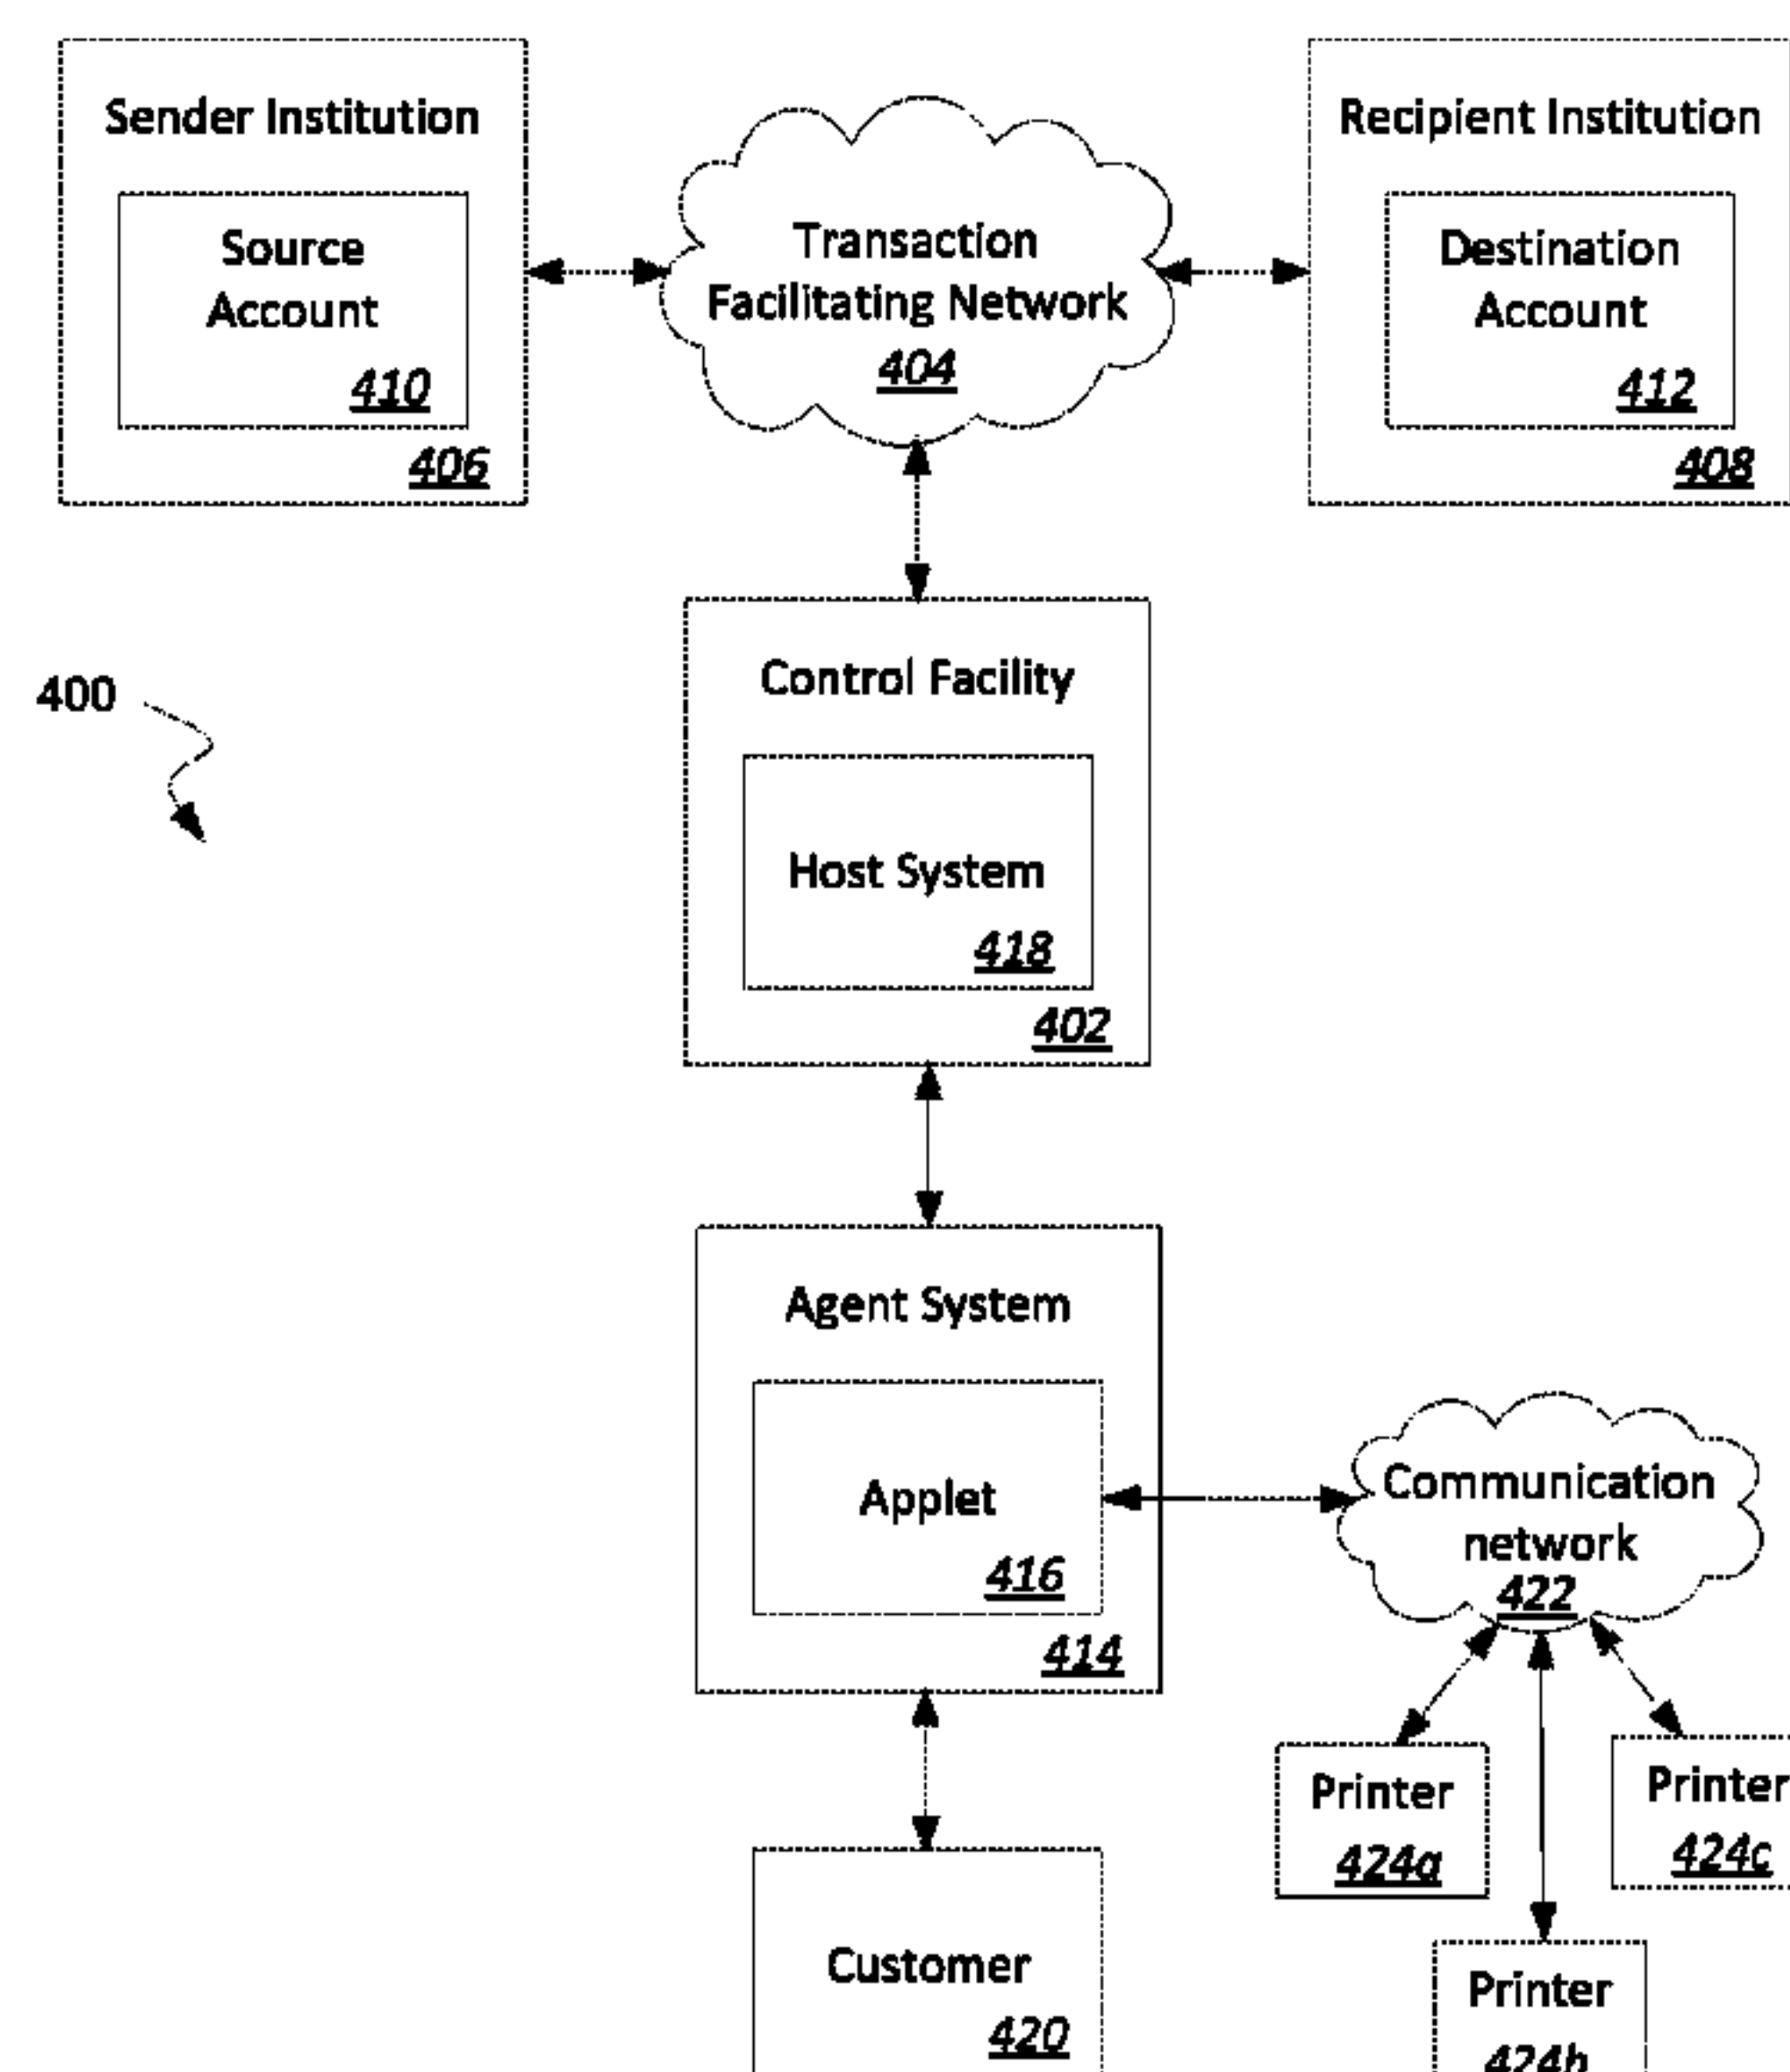 Sender Institution
Source
Account
410
406
Transaction
Facilitating Network
404
Recipient Institution
Destination
Account
412
408
400
Control Facility
Host System
418
402
Agent System
Applet
416
414
Communication
network
422
Printer
424a
Printer
424c
Customer
420
Printer
424b